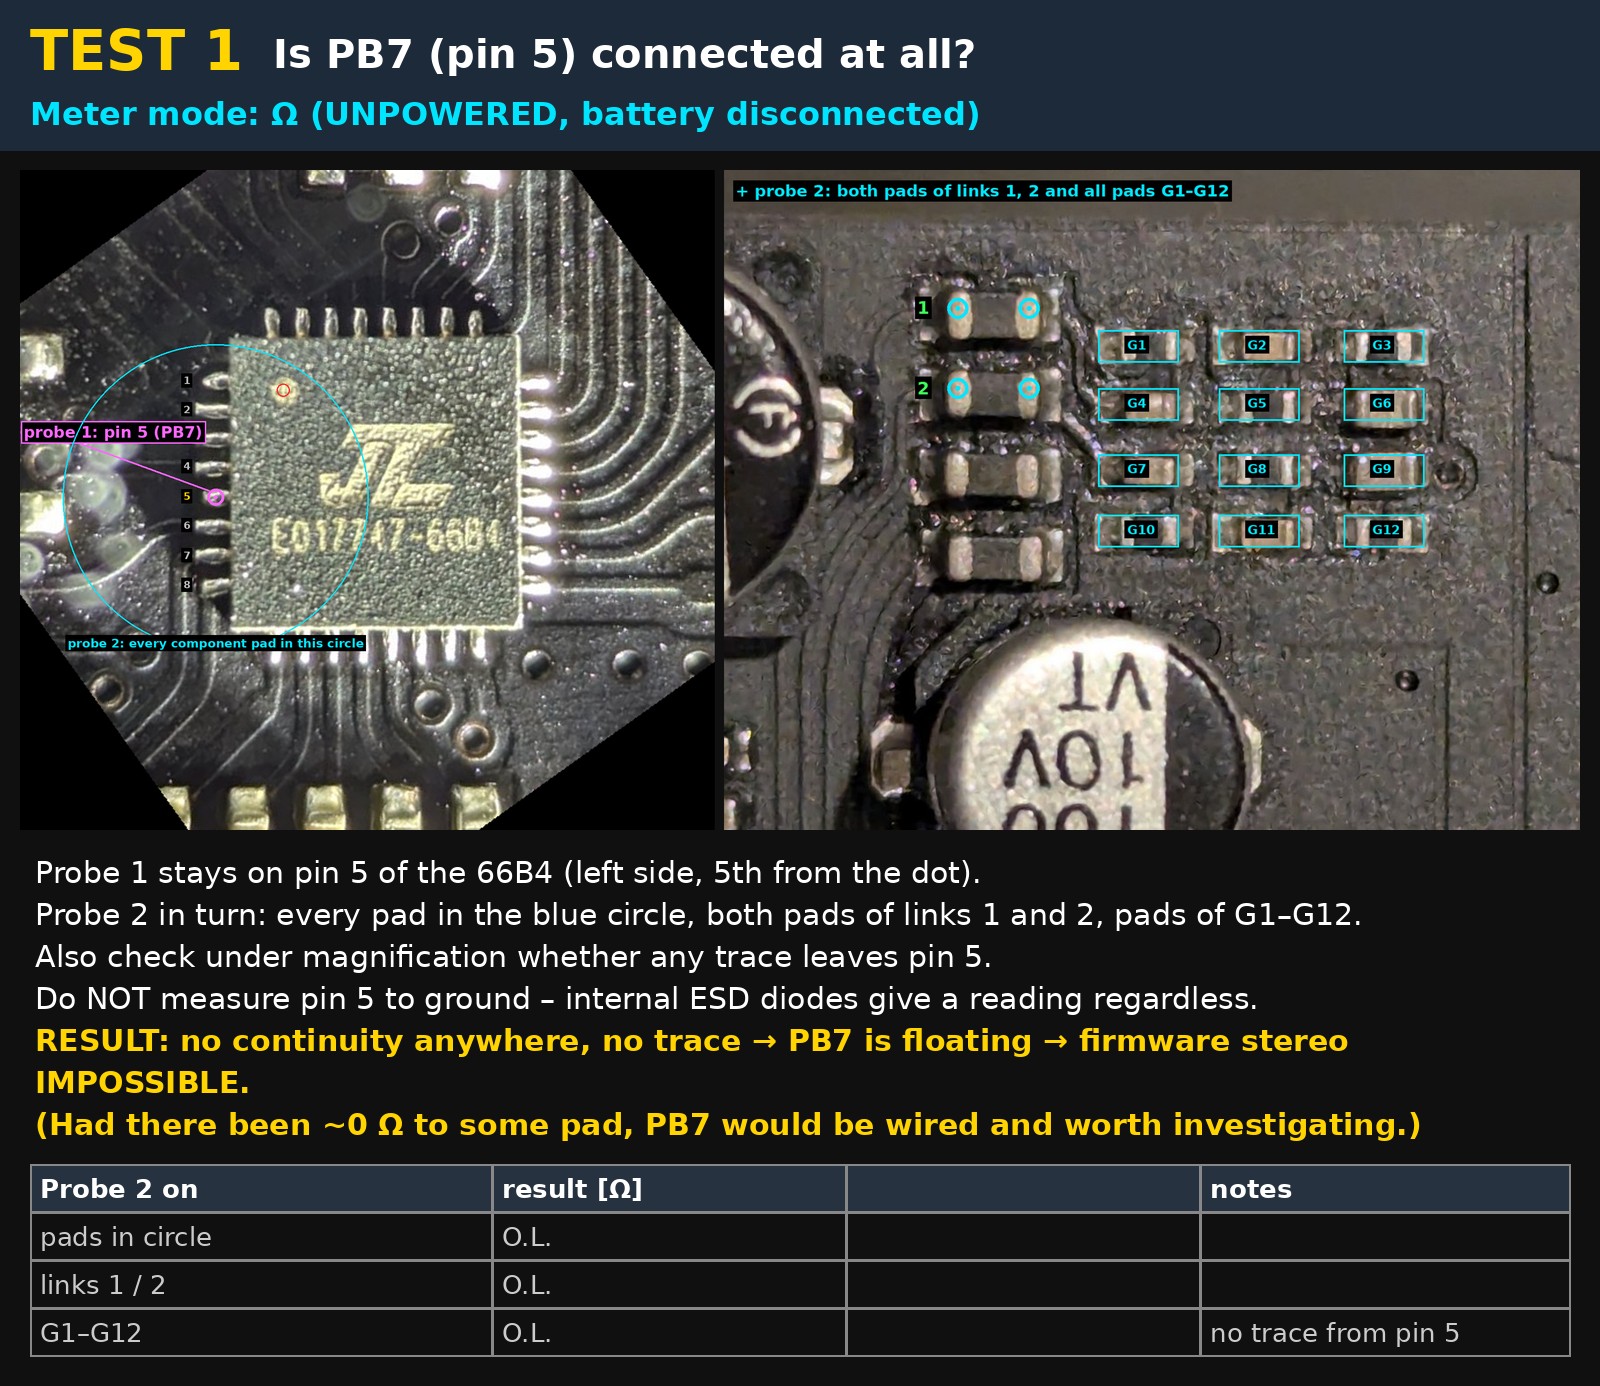 TEST 1 Is PB7 (pin 5) connected at all?
Meter mode: Ω (UNPOWERED, battery disconnected)
+ probe 2: both pads of links 1, 2 and all pads G1–G12
1
2
probe 1: pin 5 (PB7)
4
5
6
7
8
E017747-66B4
probe 2: every component pad in this circle
1
2
G1 G2 G3
G4 G5 G6
G7 G8 G9
G10 G11 G12
(F)
VT
10V
100
Probe 1 stays on pin 5 of the 66B4 (left side, 5th from the dot).
Probe 2 in turn: every pad in the blue circle, both pads of links 1 and 2, pads of G1–G12.
Also check under magnification whether any trace leaves pin 5.
Do NOT measure pin 5 to ground – internal ESD diodes give a reading regardless.
RESULT: no continuity anywhere, no trace → PB7 is floating → firmware stereo
IMPOSSIBLE.
(Had there been ~0 Ω to some pad, PB7 would be wired and worth investigating.)
Probe 2 on result [Ω] notes
pads in circle O.L.
links 1 / 2 O.L.
G1–G12 O.L. no trace from pin 5